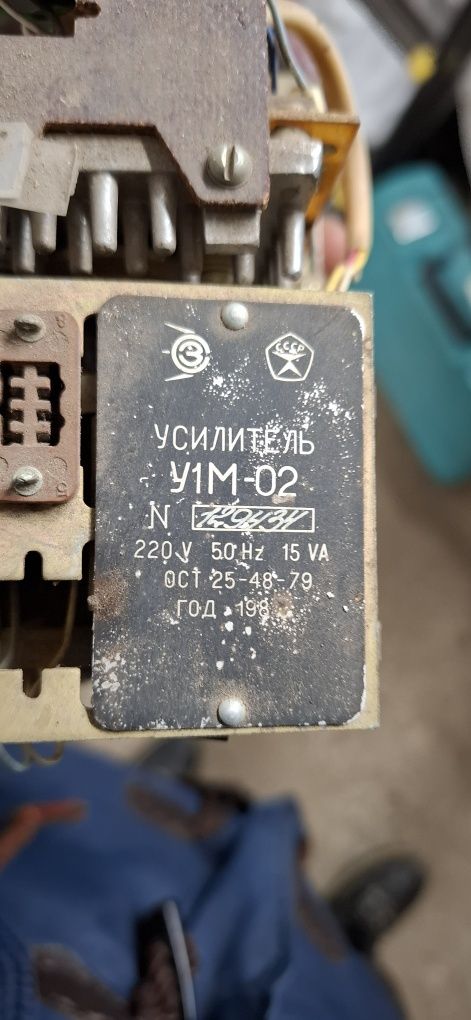 СССР
УСИЛИТЕЛЬ
У1М-02
N
220 V 50 Hz 15 VA
ОСТ 25-48-79
ГОД 198